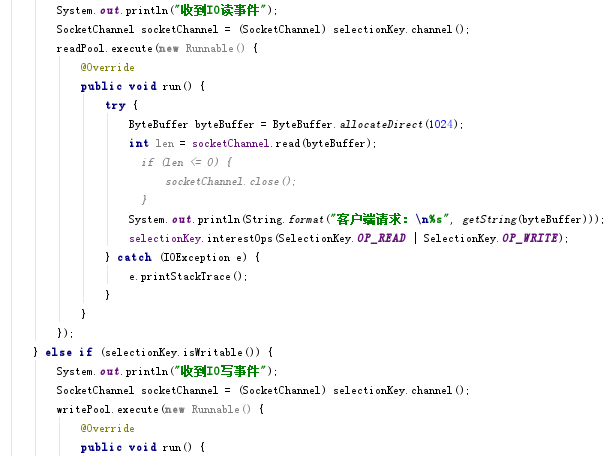 System.out.println("收到IO读事件");
SocketChannel socketChannel = (SocketChannel) selectionKey.channel();
readPool.execute(new Runnable() {
@Override
public void run() {
try {
ByteBuffer byteBuffer = ByteBuffer.allocateDirect(1024);
int len = socketChannel.read(byteBuffer);
if (len <= 0) {
socketChannel.close();
}
System.out.println(String.format("客户端请求：\n%s", getString(byteBuffer)));
selectionKey.interestOps(SelectionKey.OP_READ | SelectionKey.OP_WRITE);
} catch (IOException e) {
e.printStackTrace();
}
}
});
} else if (selectionKey.isWritable()) {
System.out.println("收到IO写事件");
SocketChannel socketChannel = (SocketChannel) selectionKey.channel();
writePool.execute(new Runnable() {
@Override
public void run() {